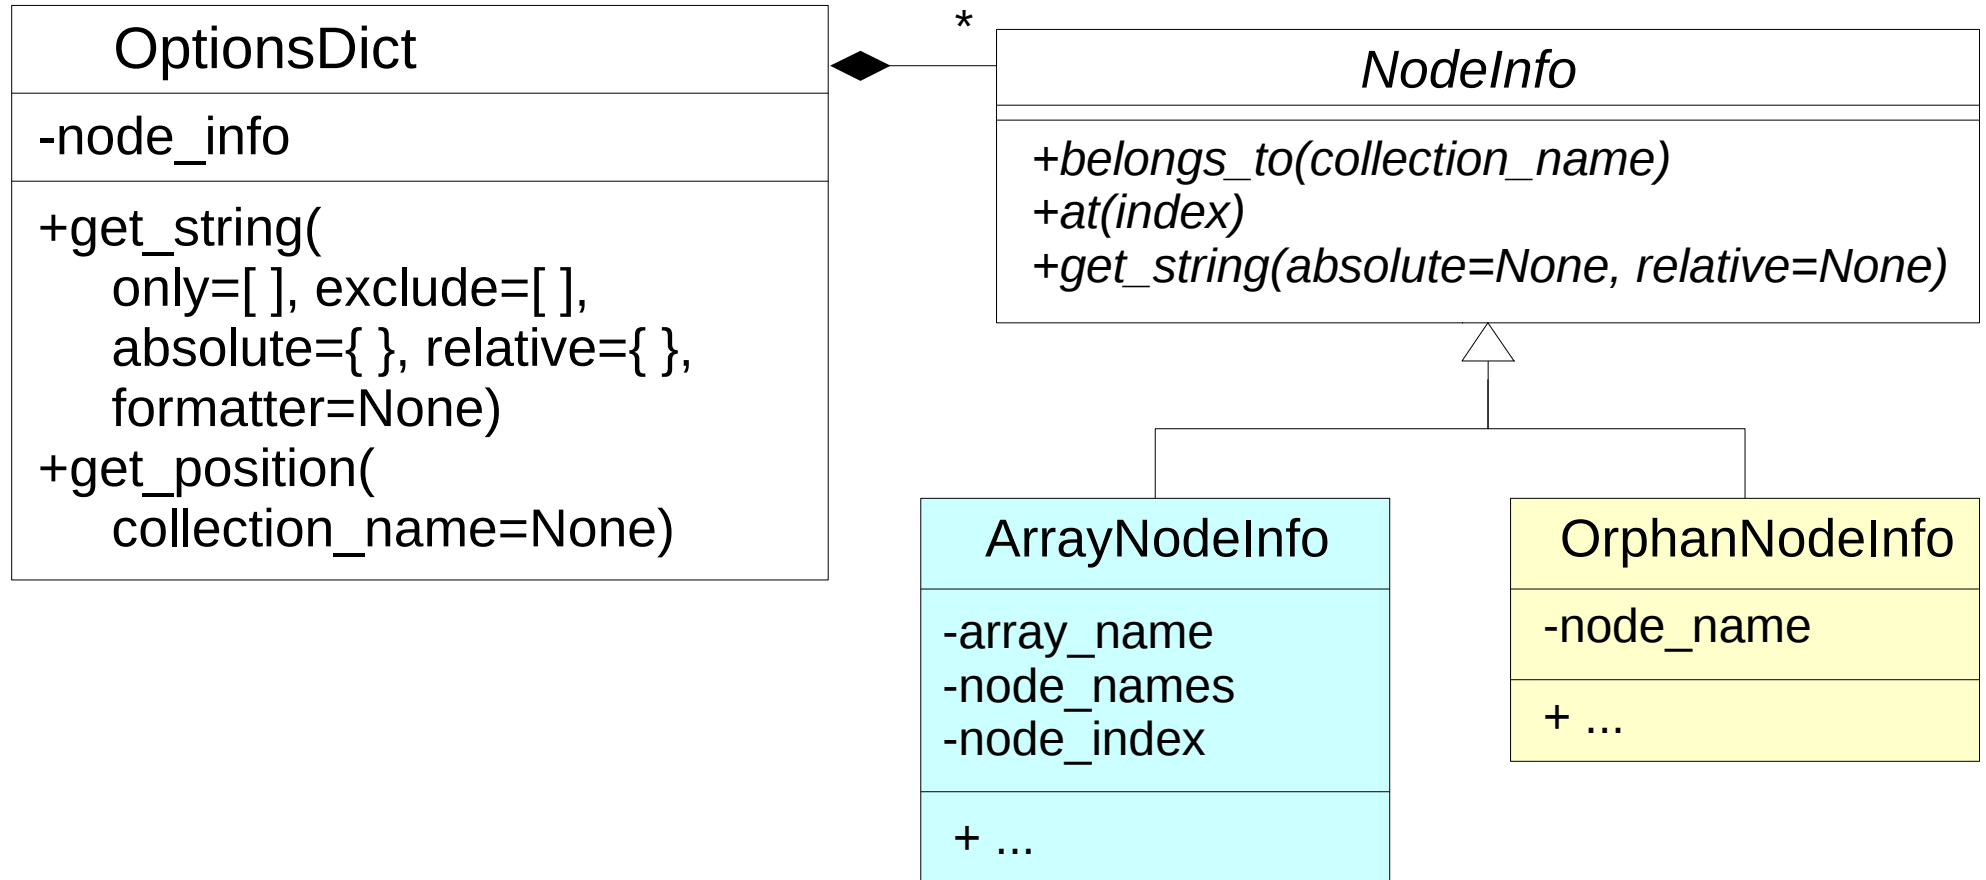 OptionsDict
-node_info
+get_string(
only=[ ], exclude=[ ],
absolute={ }, relative={ },
formatter=None)
+get_position(
collection_name=None)
*
NodeInfo
+belongs_to(collection_name)
+at(index)
+get_string(absolute=None, relative=None)
ArrayNodeInfo
-array_name
-node_names
-node_index
+ ...
OrphanNodeInfo
-node_name
+ ...